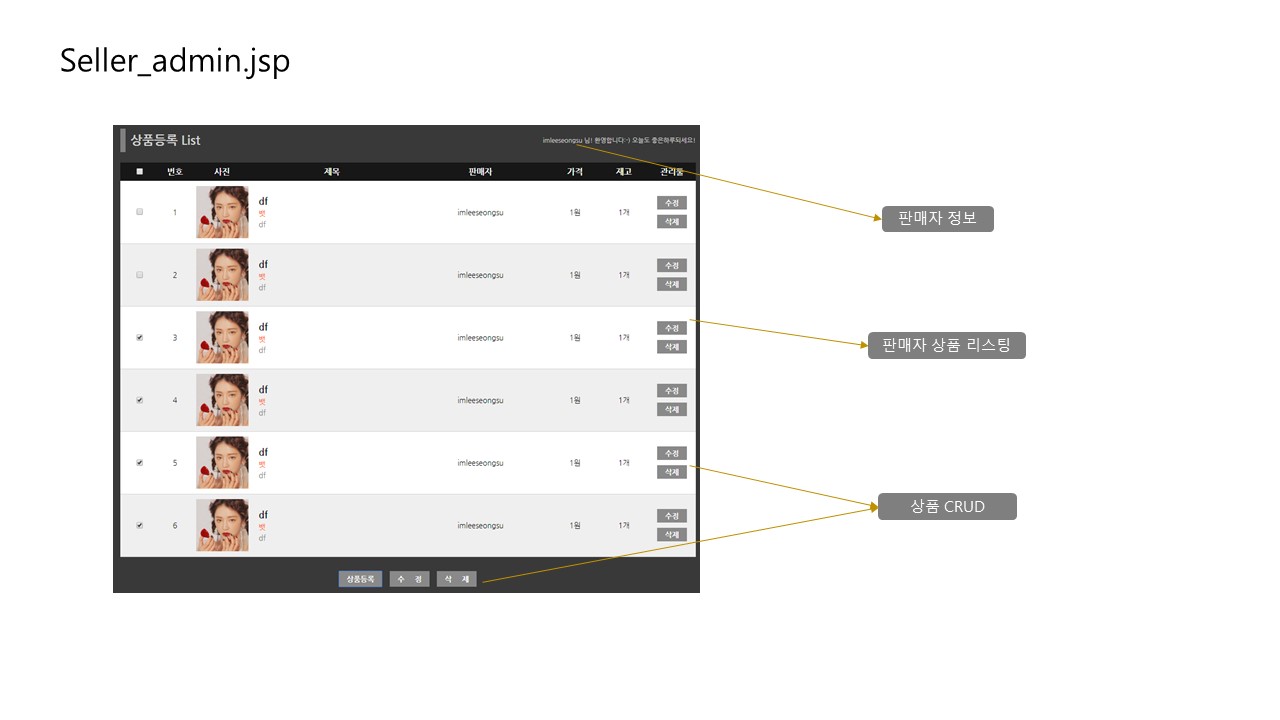 Seller_admin.jsp
상품등록 List
imleeseongsu 님! 환영합니다:-) 오늘도 좋은하루되세요!
번호 사진 제목 판매자 가격 재고 관리툴
1 df imleeseongsu 1원 1개 수정
벳
df
삭제
2 df imleeseongsu 1원 1개 수정
벳
df
삭제
3 df imleeseongsu 1원 1개 수정
벳
df
삭제
4 df imleeseongsu 1원 1개 수정
벳
df
삭제
5 df imleeseongsu 1원 1개 수정
벳
df
삭제
6 df imleeseongsu 1원 1개 수정
벳
df
삭제
상품등록 수 정 삭 제
판매자 정보
판매자 상품 리스팅
상품 CRUD